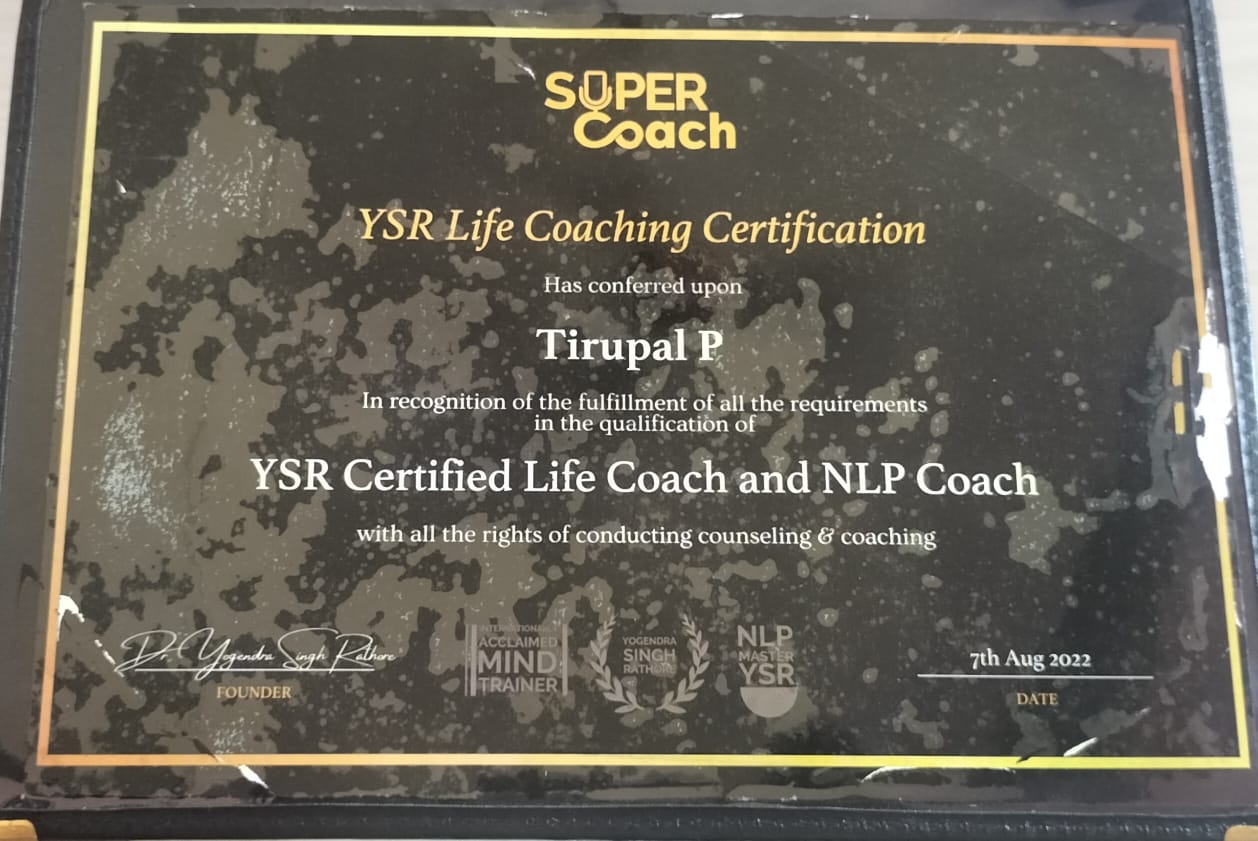 SUPER
Coach
YSR Life Coaching Certification
Has conferred upon
Tirupal P
In recognition of the fulfillment of all the requirements
in the qualification of
YSR Certified Life Coach and NLP Coach
with all the rights of conducting counseling & coaching
Dr Yogendra Singh Rathore
FOUNDER
INTERNATIONAL
ACCLAIMED
MIND
TRAINER
YOGENDRA
SINGH
RATHORE
NLP
MASTER
YSR
7th Aug 2022
DATE